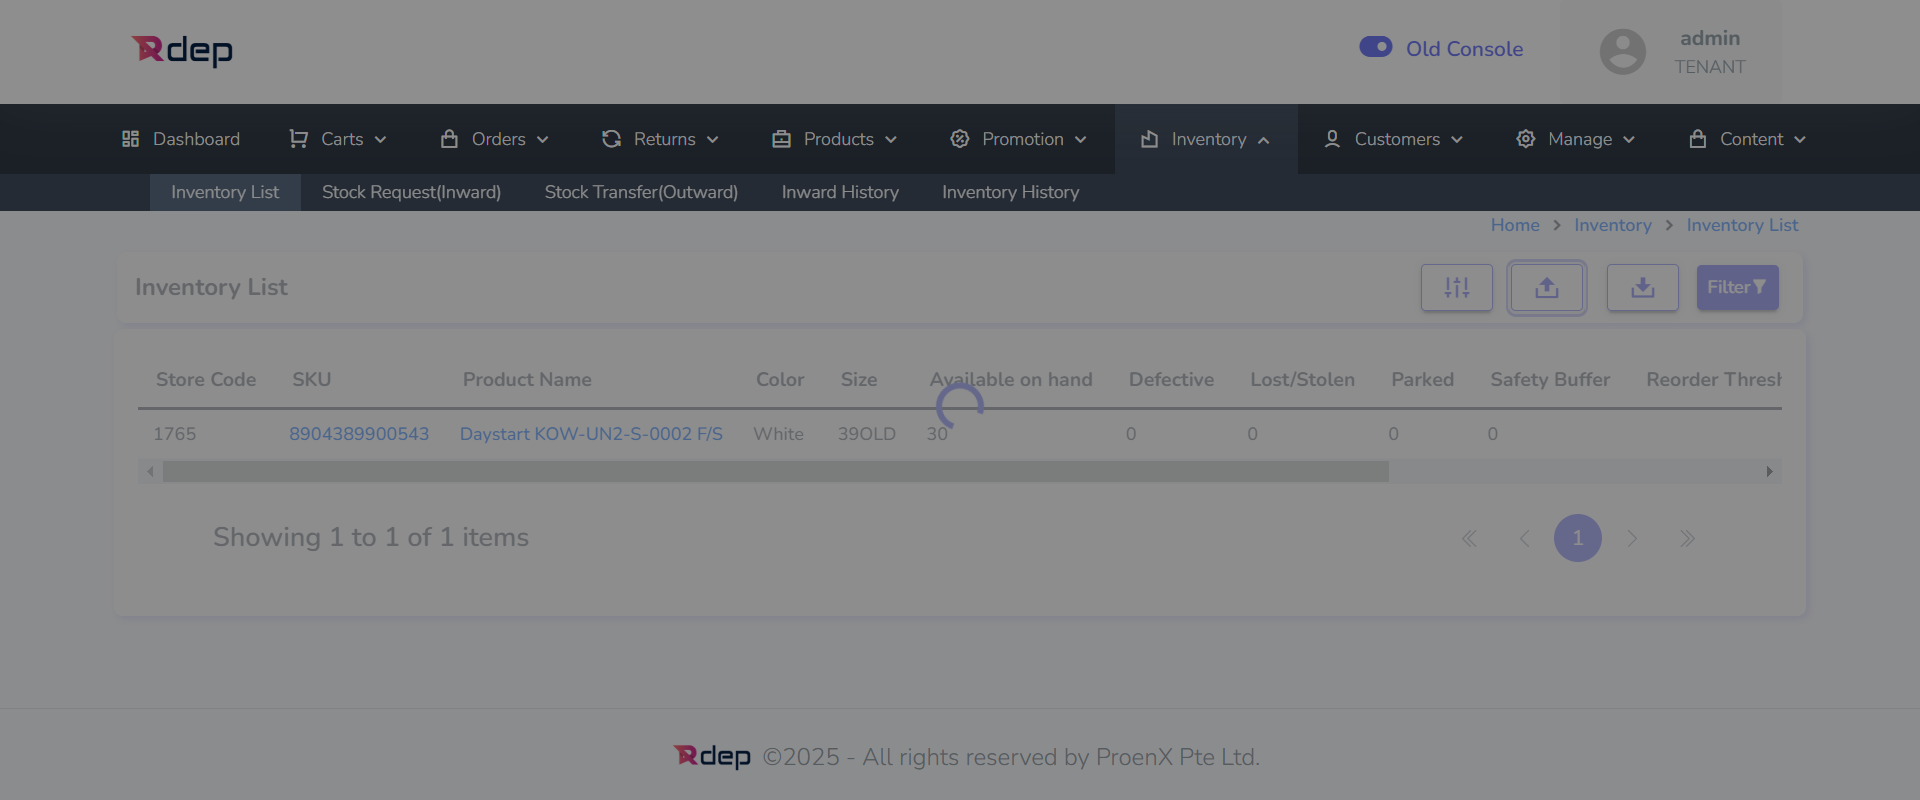 Rdep
Old Console
admin
TENANT
Dashboard Carts Orders Returns Products Promotion Inventory Customers Manage Content
Inventory List Stock Request(Inward) Stock Transfer(Outward) Inward History Inventory History
Home > Inventory > Inventory List
Inventory List
Filter
Store Code SKU Product Name Color Size Available on hand Defective Lost/Stolen Parked Safety Buffer Reorder Thresh
1765 8904389900543 Daystart KOW-UN2-S-0002 F/S White 39OLD 30 0 0 0 0
Showing 1 to 1 of 1 items
1
Rdep ©2025 - All rights reserved by ProenX Pte Ltd.